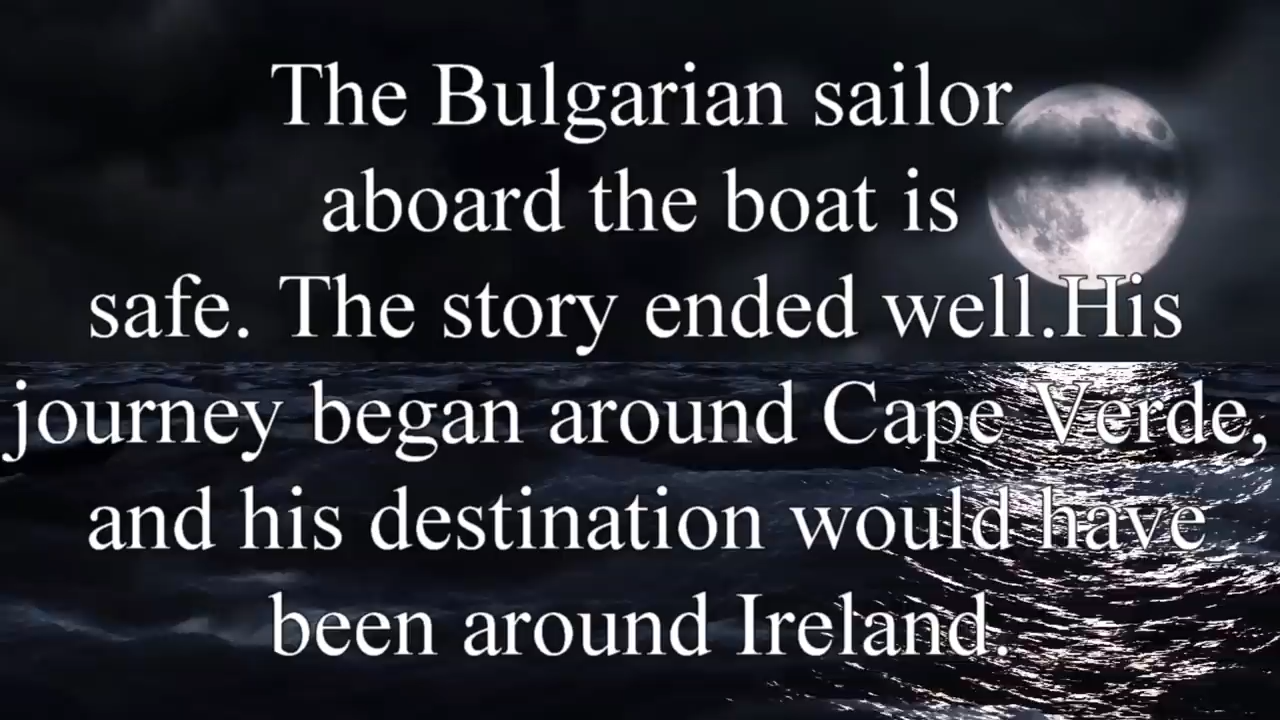 The Bulgarian sailor
aboard the boat is
safe. The story ended well.His
journey began around Cape Verde,
and his destination would have
been around Ireland.